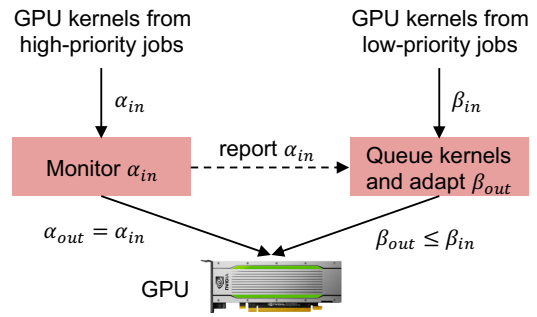 GPU kernels from
high-priority jobs
GPU kernels from
low-priority jobs
α_in
β_in
Monitor α_in
report α_in
Queue kernels
and adapt β_out
α_out = α_in
β_out ≤ β_in
GPU
NVIDIA